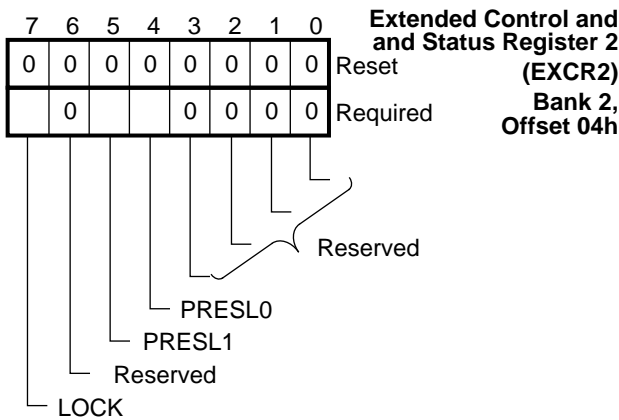 7 6 5 4 3 2 1 0
Extended Control and
and Status Register 2
(EXCR2)
Bank 2,
Offset 04h
0 0 0 0 0 0 0 0 Reset
0 0 0 0 0 Required
Reserved
PRESL0
PRESL1
Reserved
LOCK